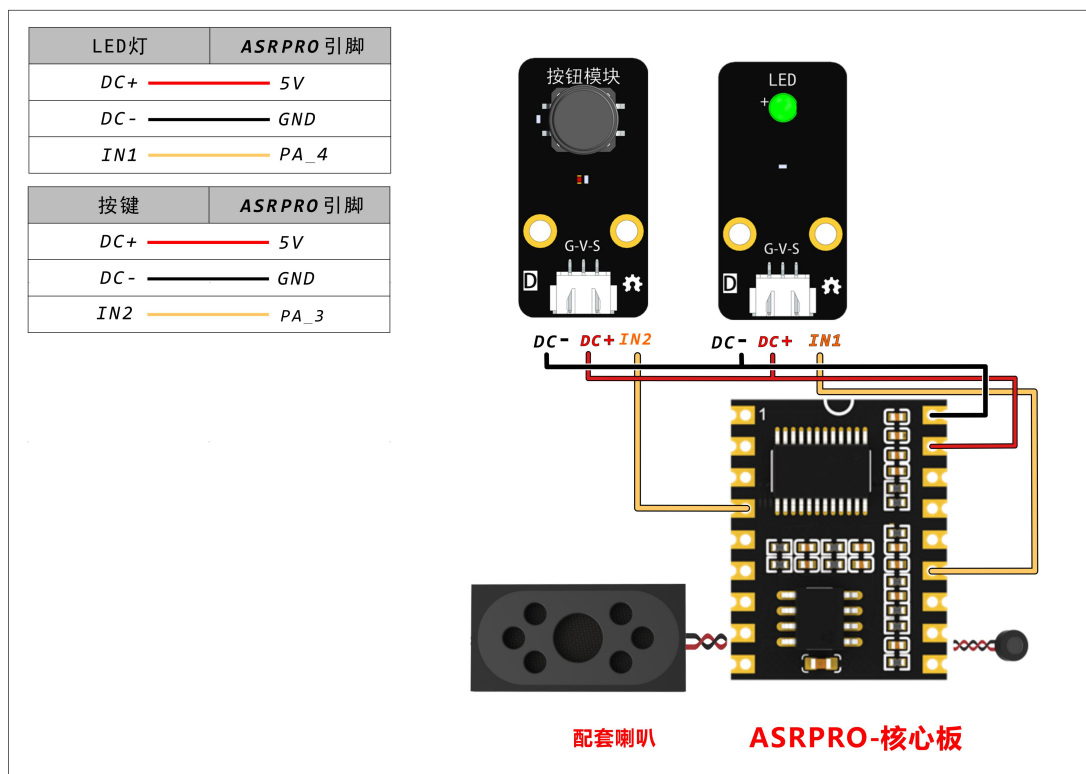 LED灯 ASRPRO引脚
DC+ 5V
DC- GND
IN1 PA_4
按键 ASRPRO引脚
DC+ 5V
DC- GND
IN2 PA_3
按钮模块
G-V-S
D
LED
+
G-V-S
D
DC- DC+ IN2
DC- DC+ IN1
1
配套喇叭
ASRPRO-核心板